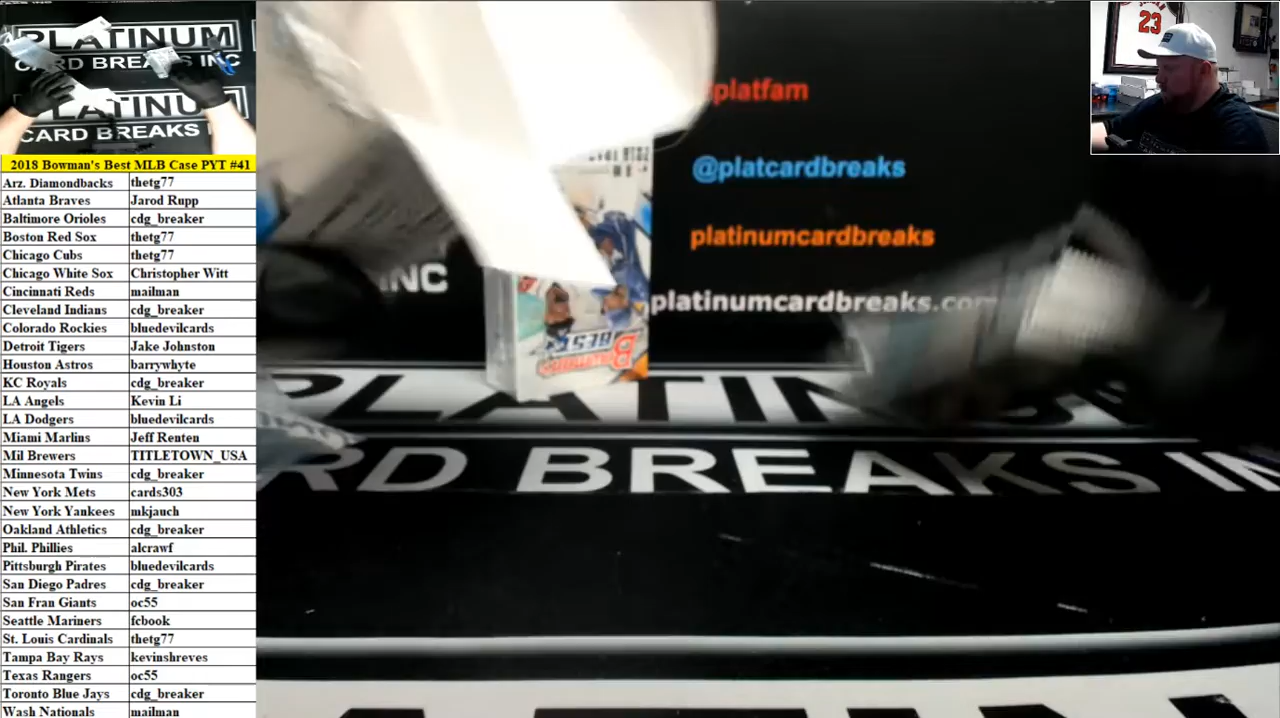 PLATINUM
CARD BREAKS INC
PLATINUM
CARD BREAKS
2018 Bowman's Best MLB Case PYT #41
Arz. Diamondbacks thetg77
Atlanta Braves Jarod Rupp
Baltimore Orioles cdg_breaker
Boston Red Sox thetg77
Chicago Cubs thetg77
Chicago White Sox Christopher Witt
Cincinnati Reds mailman
Cleveland Indians cdg_breaker
Colorado Rockies bluedevilcards
Detroit Tigers Jake Johnston
Houston Astros barrywhyte
KC Royals cdg_breaker
LA Angels Kevin Li
LA Dodgers bluedevilcards
Miami Marlins Jeff Renten
Mil Brewers TITLETOWN_USA
Minnesota Twins cdg_breaker
New York Mets cards303
New York Yankees mkjauch
Oakland Athletics cdg_breaker
Phil. Phillies alcrawf
Pittsburgh Pirates bluedevilcards
San Diego Padres cdg_breaker
San Fran Giants oc55
Seattle Mariners fcbook
St. Louis Cardinals thetg77
Tampa Bay Rays kevinshreves
Texas Rangers oc55
Toronto Blue Jays cdg_breaker
Wash Nationals mailman
platfam
@platcardbreaks
platinumcardbreaks
INC
platinumcardbreaks.com
BOWMAN'S BEST
PLATINU
RD BREAKS IN
23